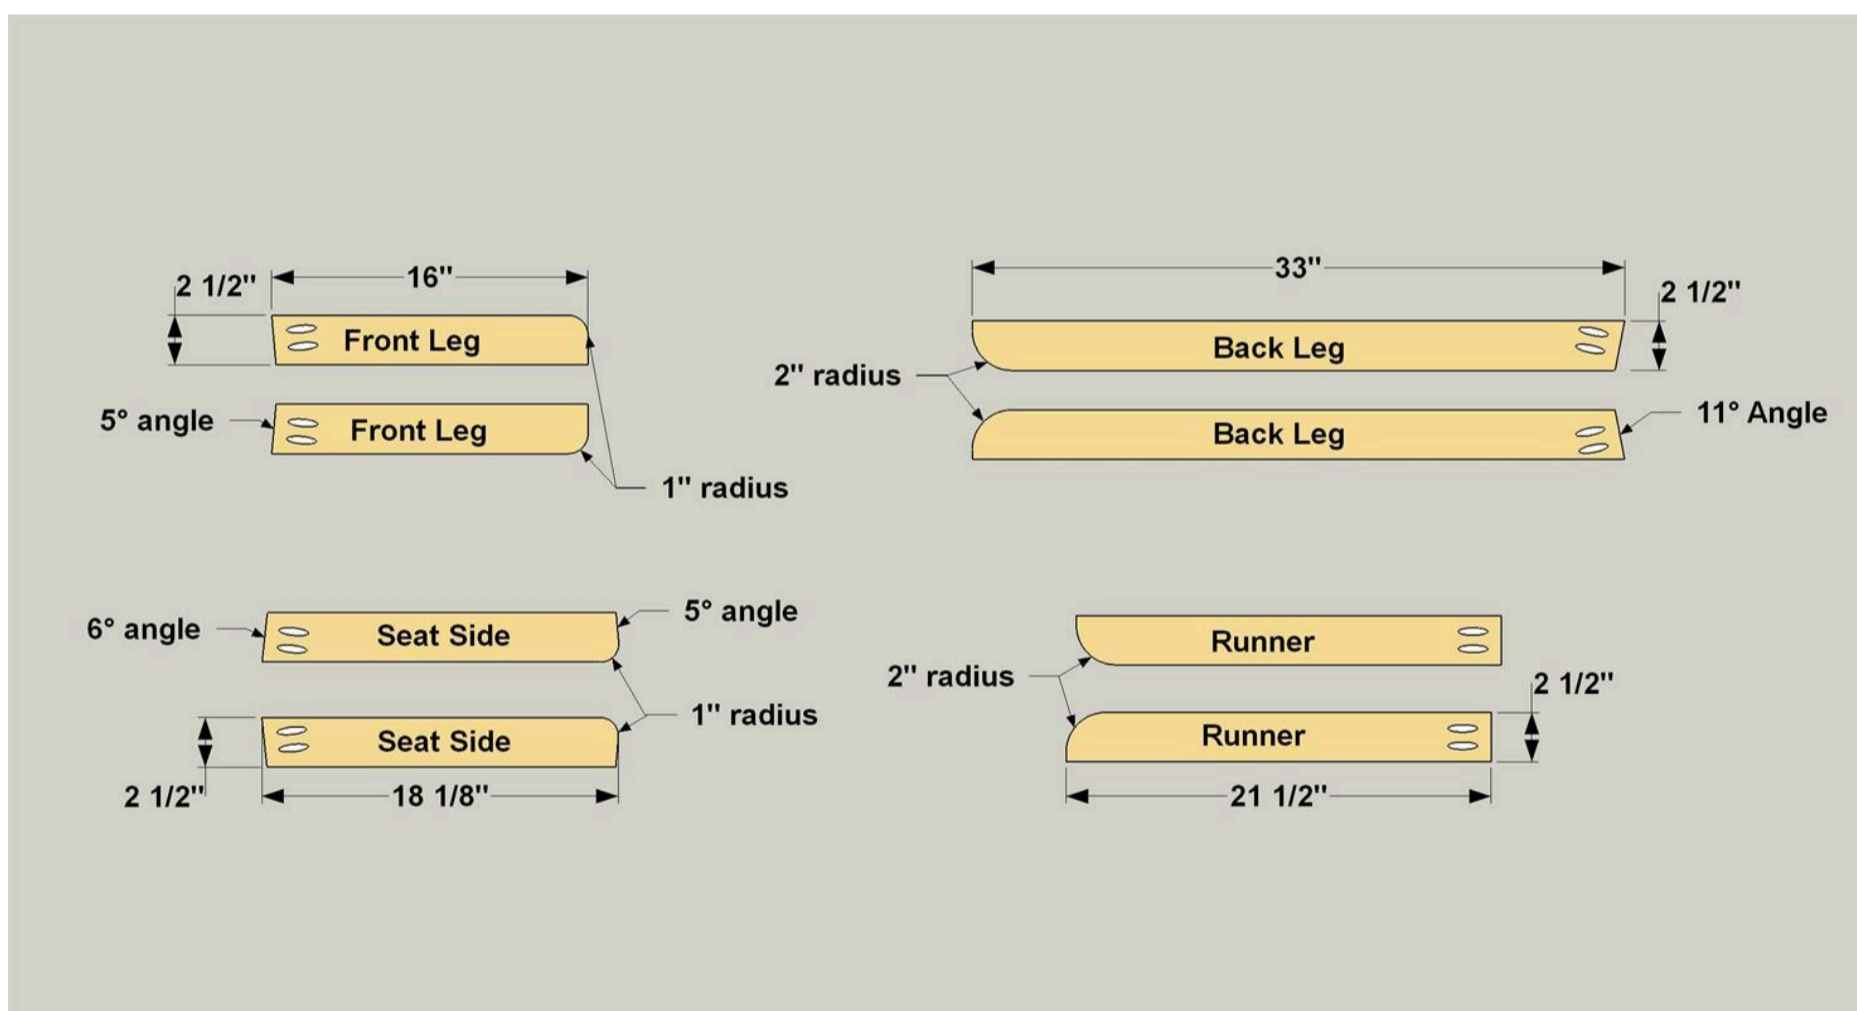 2 1/2"
16"
Front Leg
5° angle
Front Leg
1" radius
33"
2 1/2"
Back Leg
2" radius
Back Leg
11° Angle
6° angle
Seat Side
5° angle
Seat Side
1" radius
2 1/2"
18 1/8"
Runner
2" radius
2 1/2"
Runner
21 1/2"